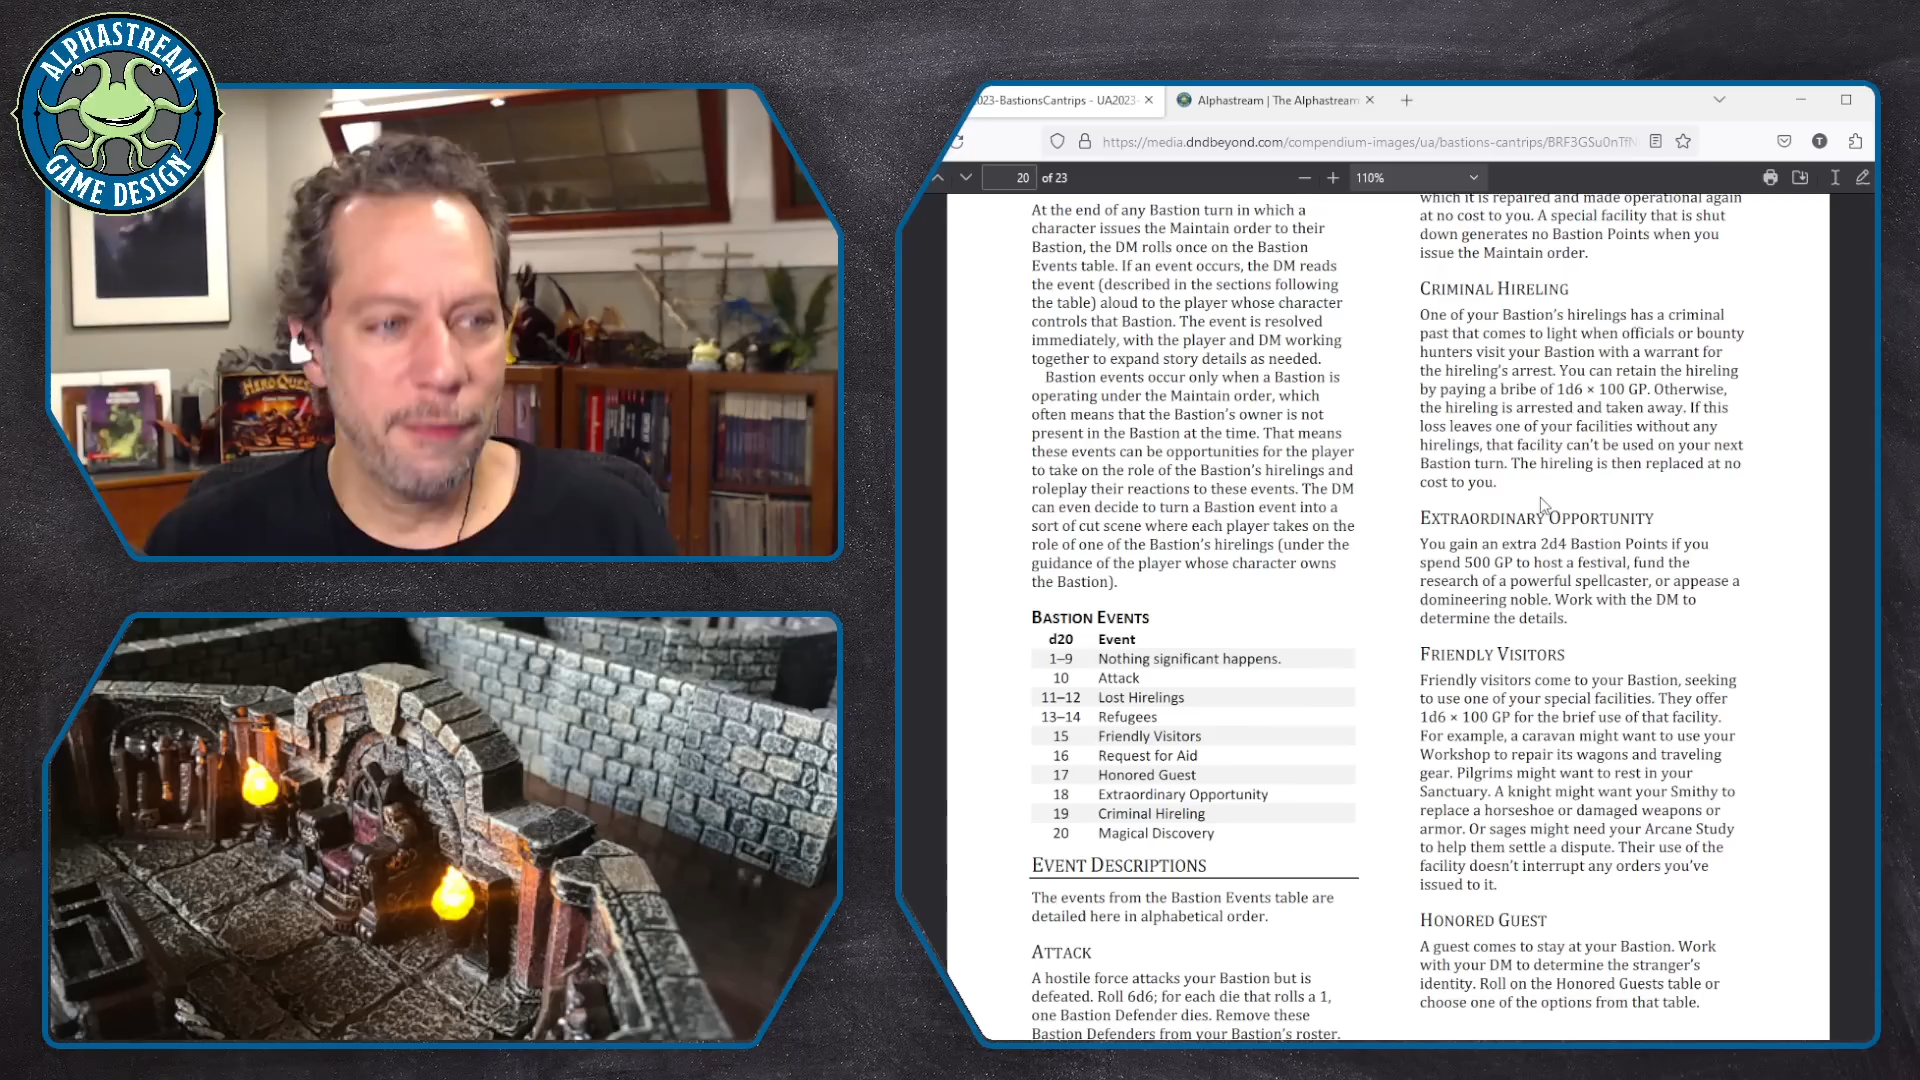 ALPHASTREAM
GAME DESIGN
HEROQUEST
023-BastionsCantrips - UA2023-
Alphastream | The Alphastream
https://media.dndbeyond.com/compendium-images/ua/bastions-cantrips/BRF3GSu0nTfN
T
20 of 23
110%
At the end of any Bastion turn in which a
character issues the Maintain order to their
Bastion, the DM rolls once on the Bastion
Events table. If an event occurs, the DM reads
the event (described in the sections following
the table) aloud to the player whose character
controls that Bastion. The event is resolved
immediately, with the player and DM working
together to expand story details as needed.
Bastion events occur only when a Bastion is
operating under the Maintain order, which
often means that the Bastion's owner is not
present in the Bastion at the time. That means
these events can be opportunities for the player
to take on the role of the Bastion's hirelings and
roleplay their reactions to these events. The DM
can even decide to turn a Bastion event into a
sort of cut scene where each player takes on the
role of one of the Bastion's hirelings (under the
guidance of the player whose character owns
the Bastion).
BASTION EVENTS
d20 Event
1–9 Nothing significant happens.
10 Attack
11–12 Lost Hirelings
13–14 Refugees
15 Friendly Visitors
16 Request for Aid
17 Honored Guest
18 Extraordinary Opportunity
19 Criminal Hireling
20 Magical Discovery
EVENT DESCRIPTIONS
The events from the Bastion Events table are
detailed here in alphabetical order.
ATTACK
A hostile force attacks your Bastion but is
defeated. Roll 6d6; for each die that rolls a 1,
one Bastion Defender dies. Remove these
Bastion Defenders from your Bastion's roster.
which it is repaired and made operational again
at no cost to you. A special facility that is shut
down generates no Bastion Points when you
issue the Maintain order.
CRIMINAL HIRELING
One of your Bastion's hirelings has a criminal
past that comes to light when officials or bounty
hunters visit your Bastion with a warrant for
the hireling's arrest. You can retain the hireling
by paying a bribe of 1d6 × 100 GP. Otherwise,
the hireling is arrested and taken away. If this
loss leaves one of your facilities without any
hirelings, that facility can't be used on your next
Bastion turn. The hireling is then replaced at no
cost to you.
EXTRAORDINARY OPPORTUNITY
You gain an extra 2d4 Bastion Points if you
spend 500 GP to host a festival, fund the
research of a powerful spellcaster, or appease a
domineering noble. Work with the DM to
determine the details.
FRIENDLY VISITORS
Friendly visitors come to your Bastion, seeking
to use one of your special facilities. They offer
1d6 × 100 GP for the brief use of that facility.
For example, a caravan might want to use your
Workshop to repair its wagons and traveling
gear. Pilgrims might want to rest in your
Sanctuary. A knight might want your Smithy to
replace a horseshoe or damaged weapons or
armor. Or sages might need your Arcane Study
to help them settle a dispute. Their use of the
facility doesn't interrupt any orders you've
issued to it.
HONORED GUEST
A guest comes to stay at your Bastion. Work
with your DM to determine the stranger's
identity. Roll on the Honored Guests table or
choose one of the options from that table.